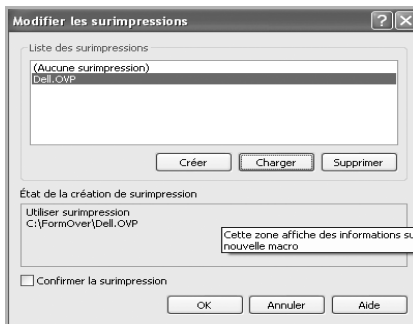 Modifier les surimpressions
Liste des surimpressions
(Aucune surimpression)
Dell.OVP
Créer Charger Supprimer
État de la création de surimpression
Utiliser surimpression
C:\FormOver\Dell.OVP
Cette zone affiche des informations su
nouvelle macro
Confirmer la surimpression
OK Annuler Aide